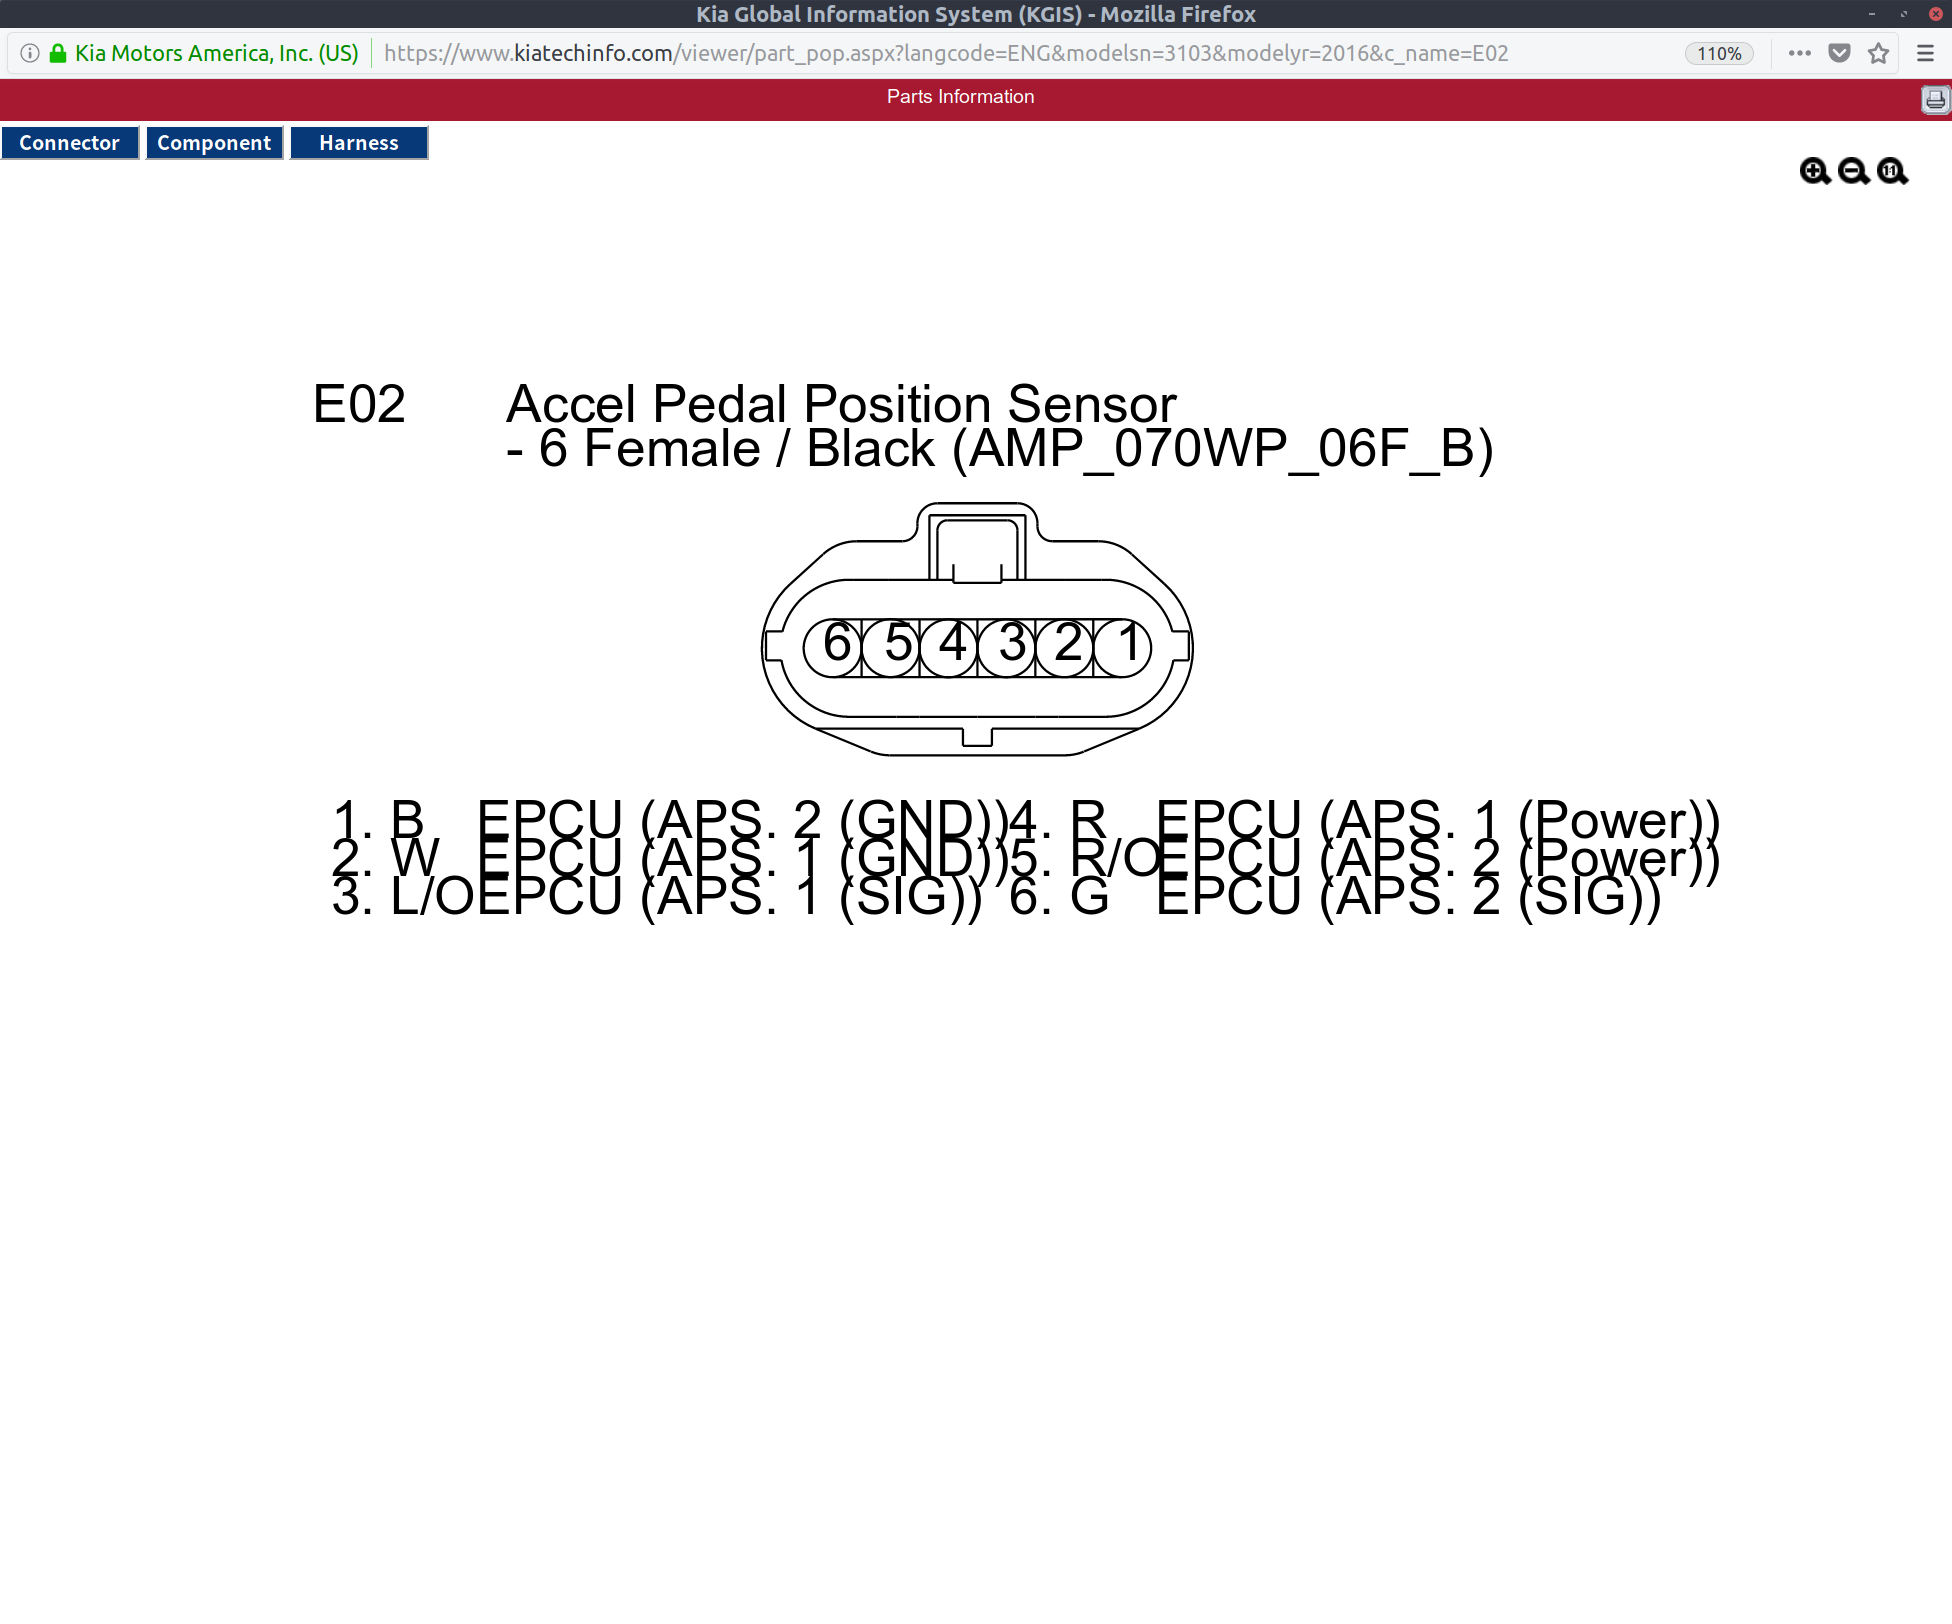 Kia Global Information System (KGIS) - Mozilla Firefox
Kia Motors America, Inc. (US) https://www.kiatechinfo.com/viewer/part_pop.aspx?langcode=ENG&modelsn=3103&modelyr=2016&c_name=E02 110%
Parts Information
Connector Component Harness
1:1
E02 Accel Pedal Position Sensor
- 6 Female / Black (AMP_070WP_06F_B)
6 5 4 3 2 1
1. B EPCU (APS. 2 (GND)) 4. R EPCU (APS. 1 (Power))
2. W EPCU (APS. 1 (GND)) 5. R/O EPCU (APS. 2 (Power))
3. L/O EPCU (APS. 1 (SIG)) 6. G EPCU (APS. 2 (SIG))